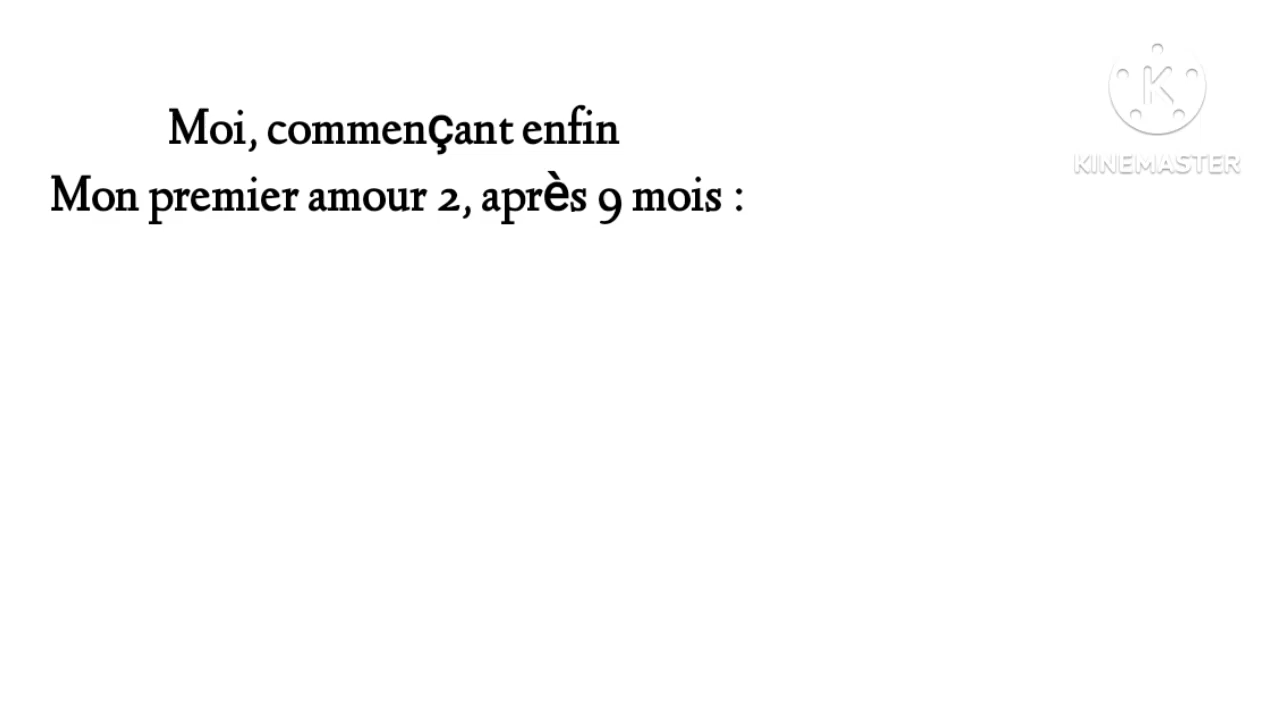 Moi, commençant enfin
Mon premier amour 2, après 9 mois :
K
KINEMASTER